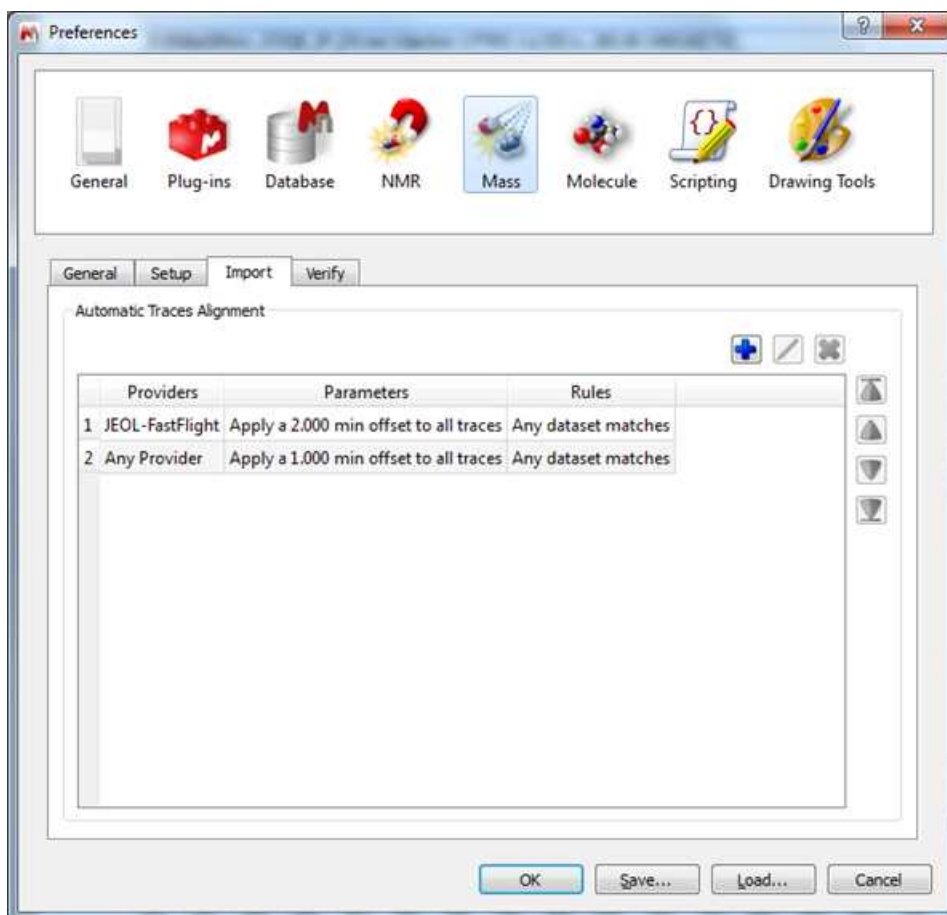 Preferences
General Plug-ins Database NMR Mass Molecule Scripting Drawing Tools
General Setup Import Verify
Automatic Traces Alignment
Providers Parameters Rules
1 JEOL-FastFlight Apply a 2.000 min offset to all traces Any dataset matches
2 Any Provider Apply a 1.000 min offset to all traces Any dataset matches
OK Save... Load... Cancel